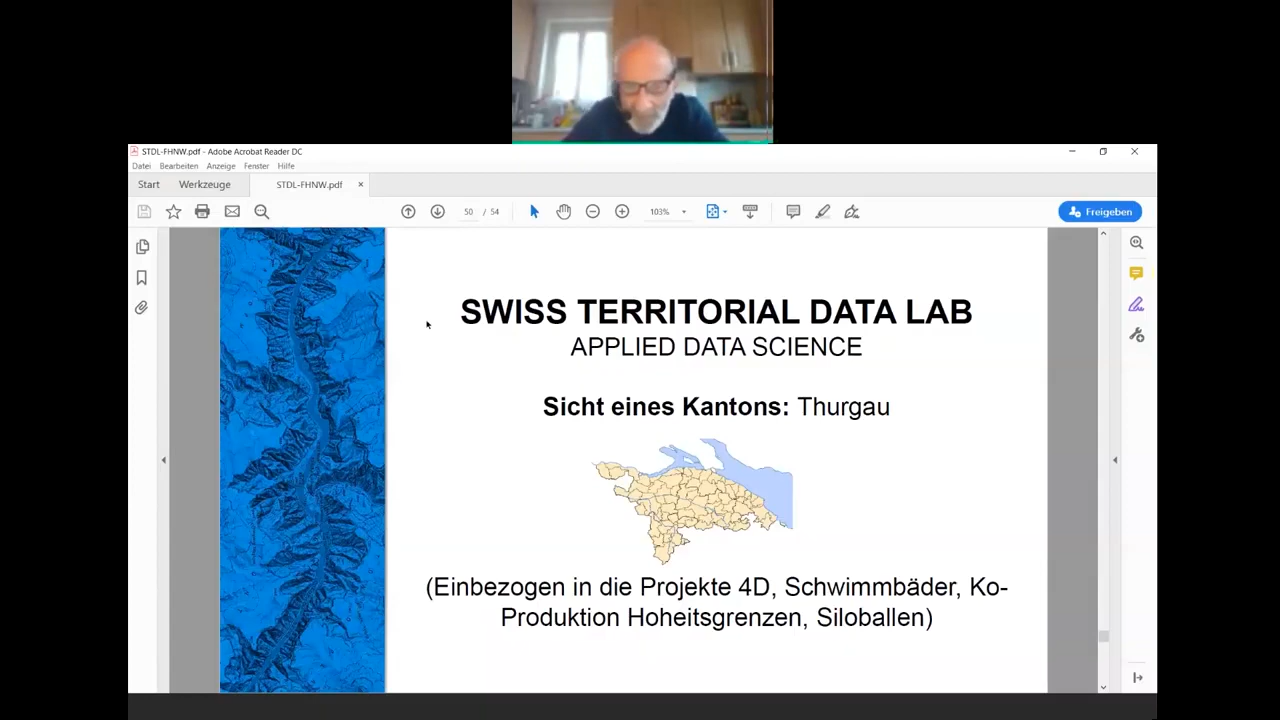 STDL-FHNW.pdf - Adobe Acrobat Reader DC
Datei Bearbeiten Anzeige Fenster Hilfe
Start Werkzeuge STDL-FHNW.pdf
50 / 54 103% Freigeben
SWISS TERRITORIAL DATA LAB
APPLIED DATA SCIENCE
Sicht eines Kantons: Thurgau
(Einbezogen in die Projekte 4D, Schwimmbäder, Ko-
Produktion Hoheitsgrenzen, Siloballen)